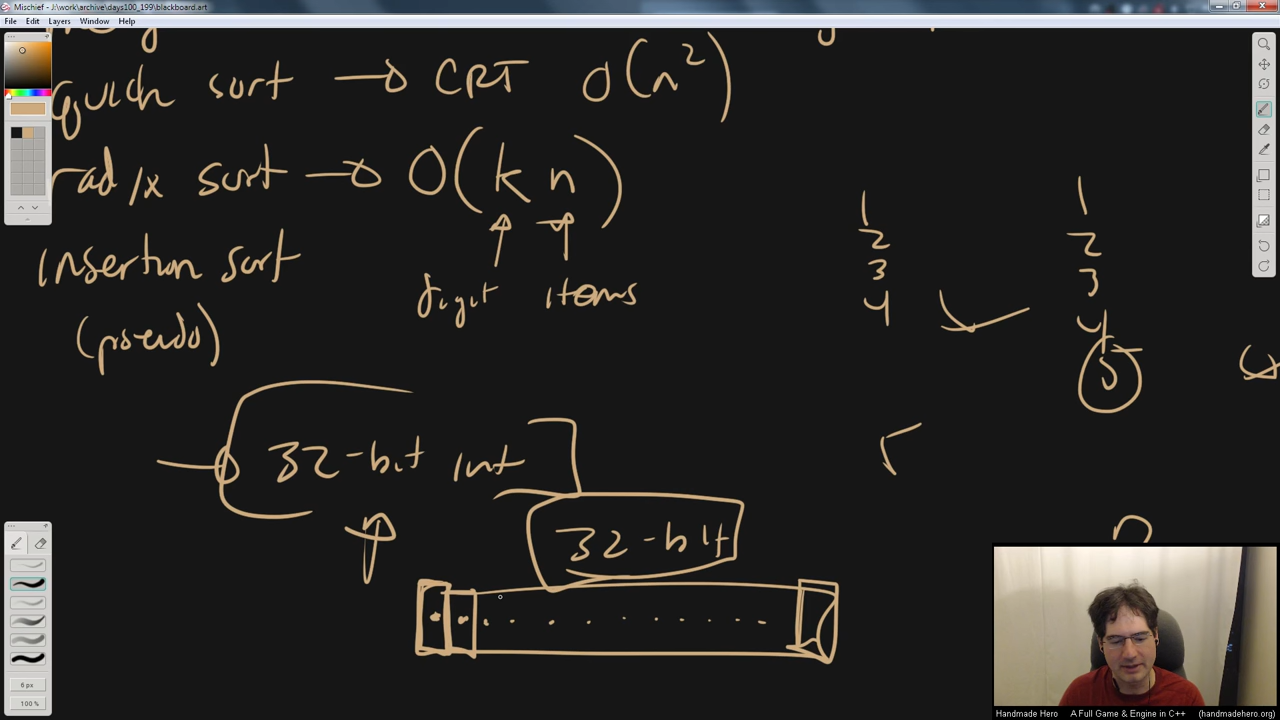 Mischief - J:\work\archive\days100_199\blackboard.art
File Edit Layers Window Help
quick sort → CRT O(n²)
radix sort → O(k n)
digit items
insertion sort
(pseudo)
1
2
3
4
1
2
3
4
5
32-bit int
32-bit
6 px
100 %
Handmade Hero A Full Game & Engine in C++ (handmadehero.org)